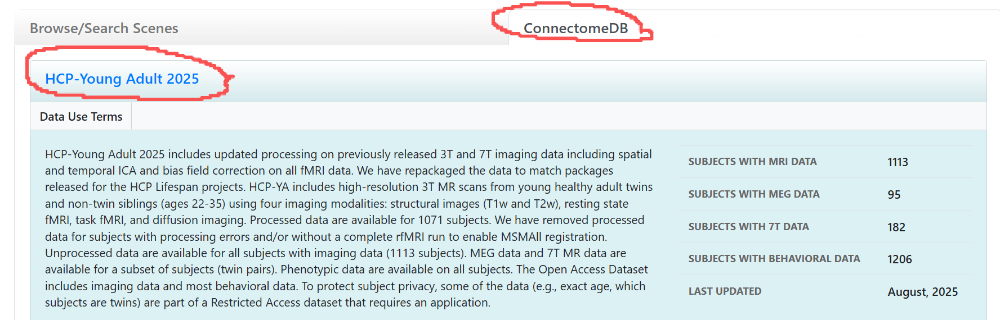 Browse/Search Scenes
ConnectomeDB
HCP-Young Adult 2025
Data Use Terms
HCP-Young Adult 2025 includes updated processing on previously released 3T and 7T imaging data including spatial
and temporal ICA and bias field correction on all fMRI data. We have repackaged the data to match packages
released for the HCP Lifespan projects. HCP-YA includes high-resolution 3T MR scans from young healthy adult twins
and non-twin siblings (ages 22-35) using four imaging modalities: structural images (T1w and T2w), resting state
fMRI, task fMRI, and diffusion imaging. Processed data are available for 1071 subjects. We have removed processed
data for subjects with processing errors and/or without a complete rfMRI run to enable MSMAll registration.
Unprocessed data are available for all subjects with imaging data (1113 subjects). MEG data and 7T MR data are
available for a subset of subjects (twin pairs). Phenotypic data are available on all subjects. The Open Access Dataset
includes imaging data and most behavioral data. To protect subject privacy, some of the data (e.g., exact age, which
subjects are twins) are part of a Restricted Access dataset that requires an application.
SUBJECTS WITH MRI DATA 1113
SUBJECTS WITH MEG DATA 95
SUBJECTS WITH 7T DATA 182
SUBJECTS WITH BEHAVIORAL DATA 1206
LAST UPDATED August, 2025